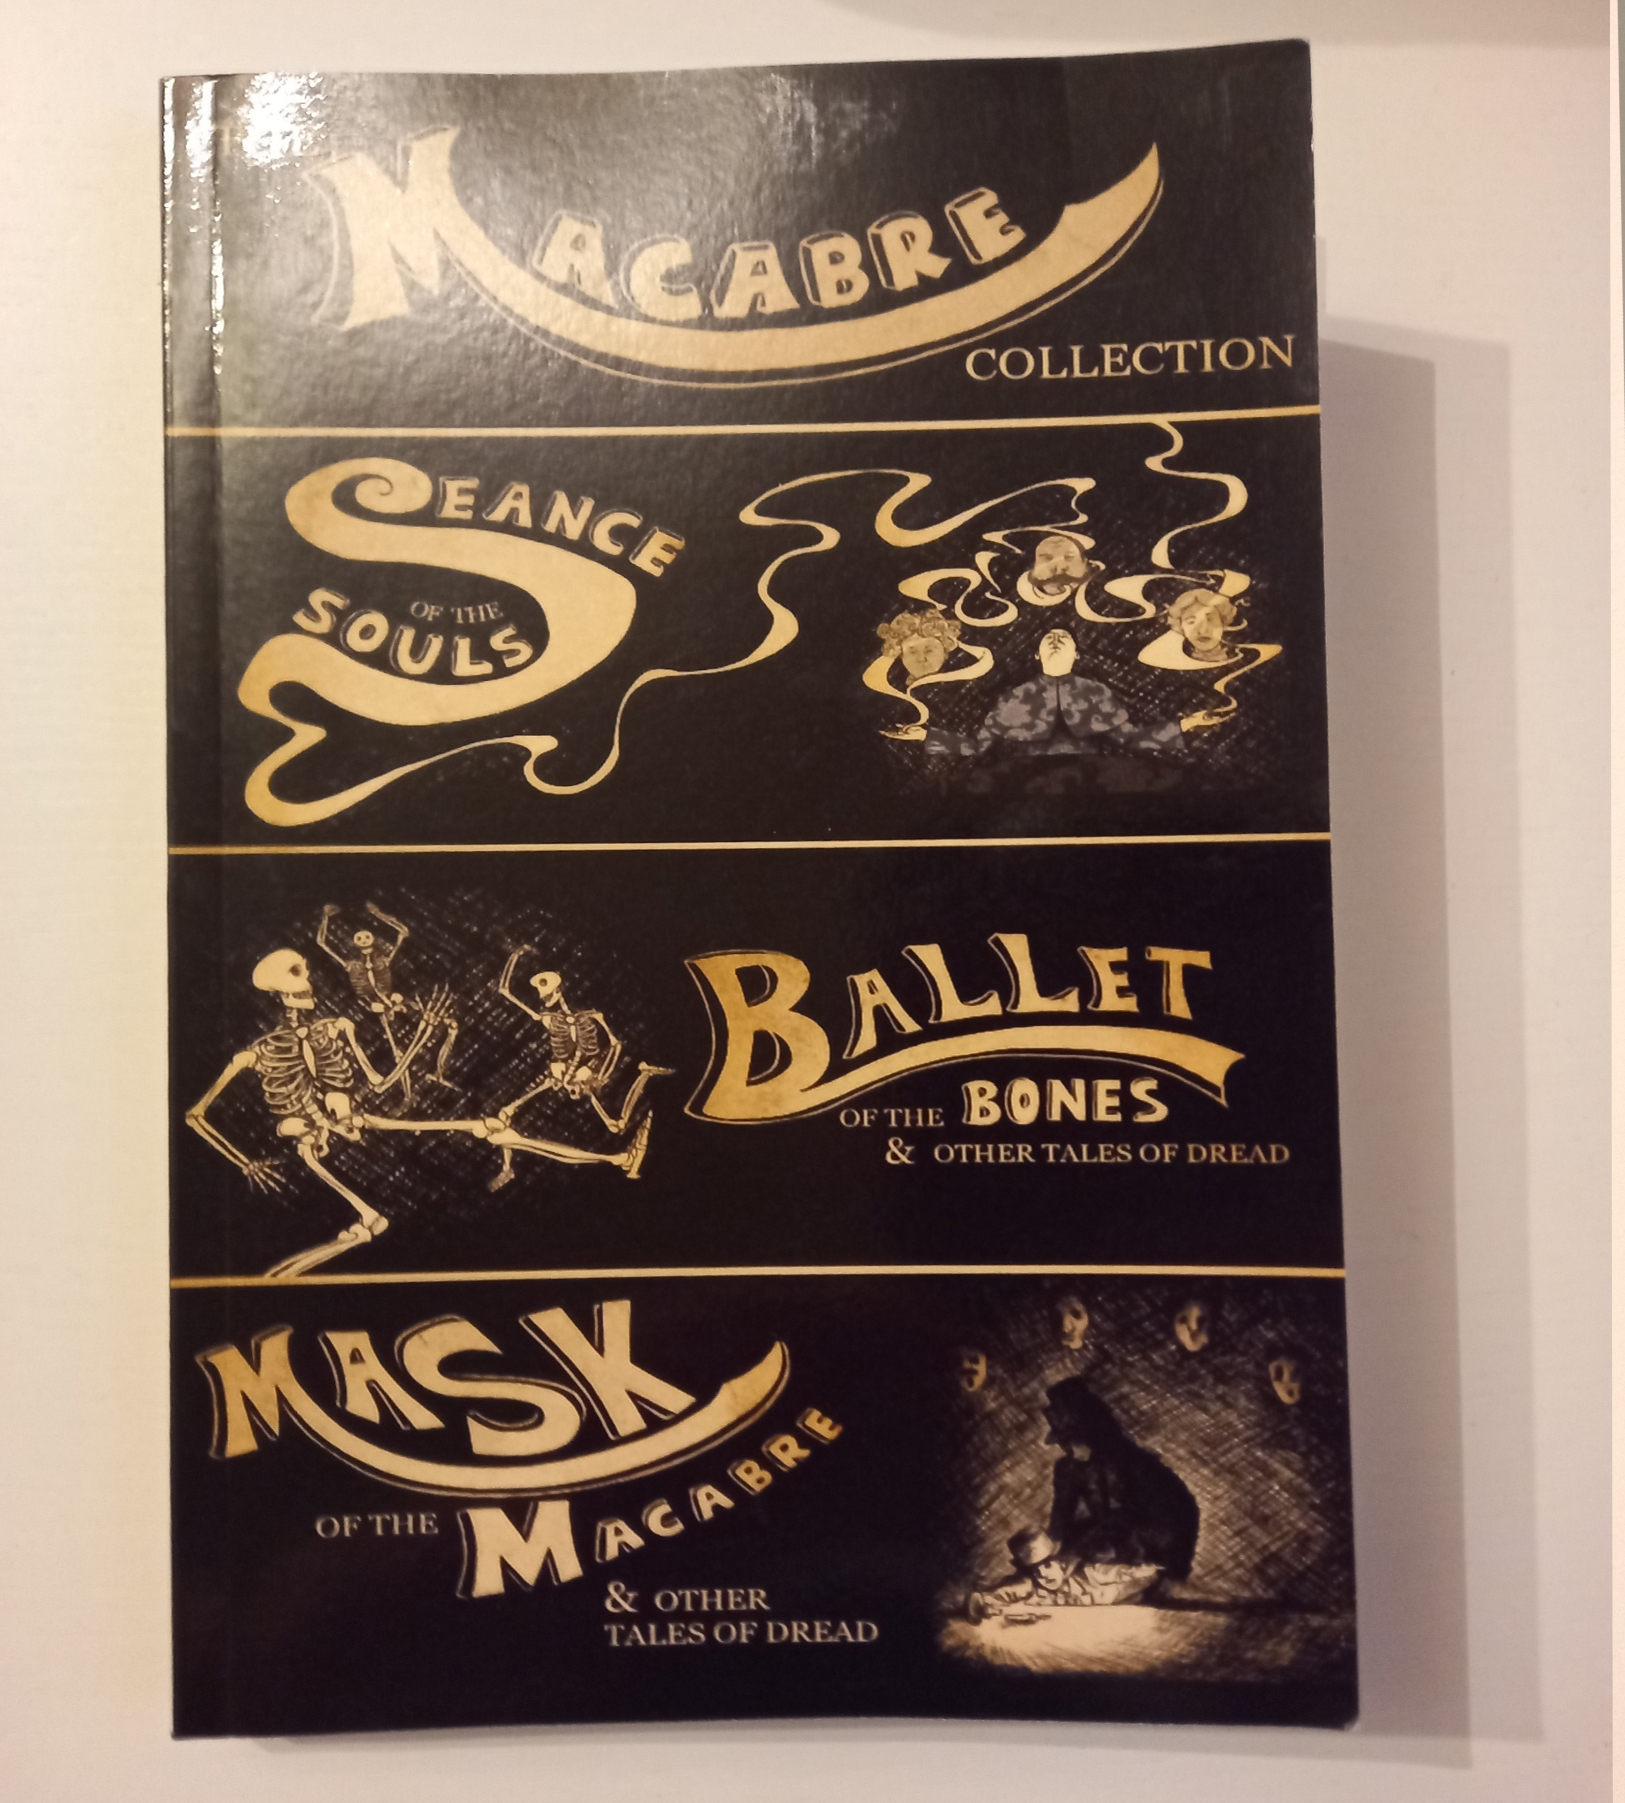 MACABRE
COLLECTION
SEANCE
OF THE
SOULS
BALLET
OF THE BONES
& OTHER TALES OF DREAD
MASK
OF THE MACABRE
& OTHER
TALES OF DREAD